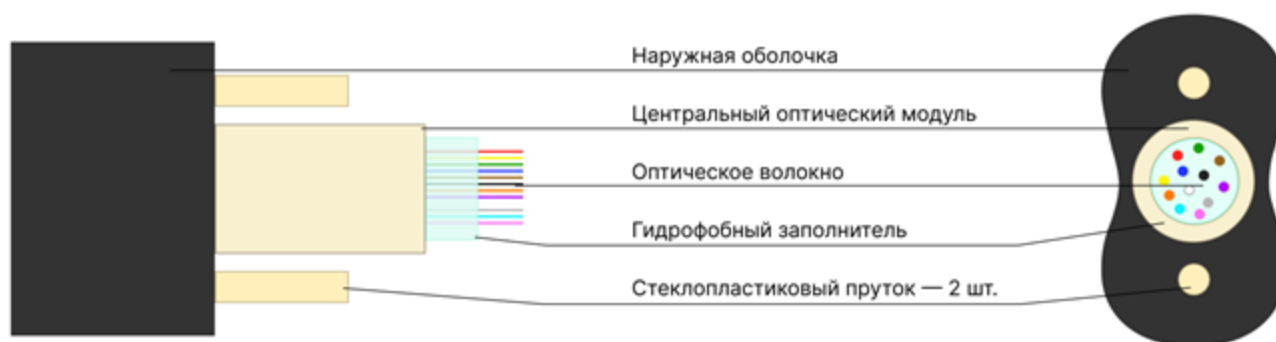 Наружная оболочка
Центральный оптический модуль
Оптическое волокно
Гидрофобный заполнитель
Стеклопластиковый пруток — 2 шт.